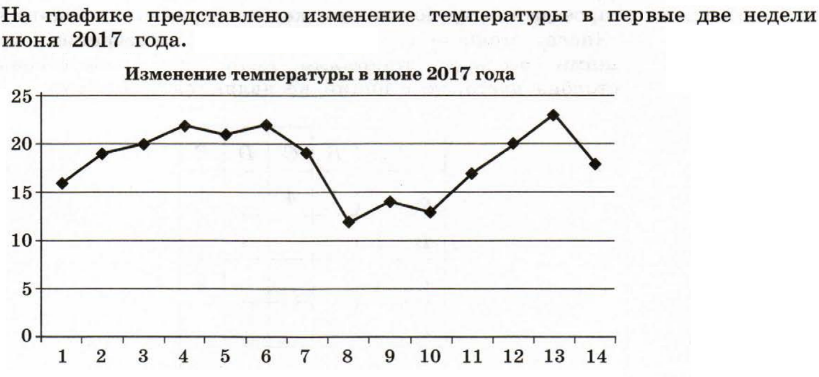 На графике представлено изменение температуры в первые две недели
июня 2017 года.
Изменение температуры в июне 2017 года
25
20
15
10
5
0
1 2 3 4 5 6 7 8 9 10 11 12 13 14